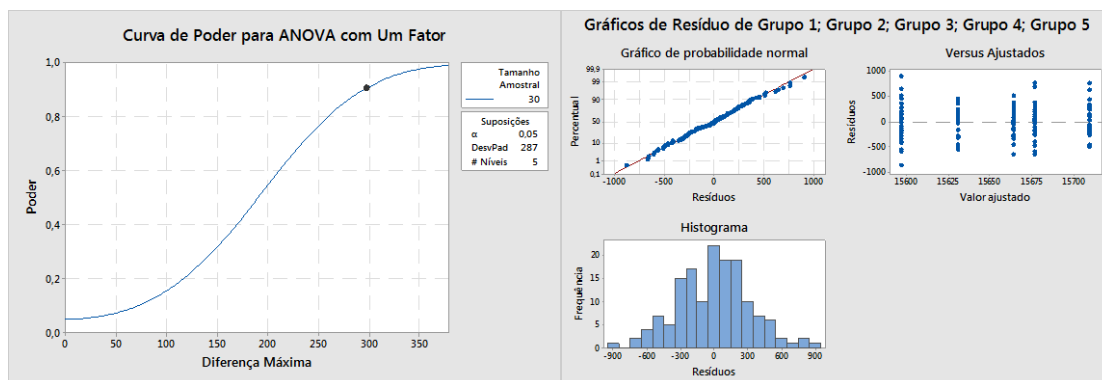 Curva de Poder para ANOVA com Um Fator
1,0
0,8
0,6
0,4
0,2
0,0
Poder
0 50 100 150 200 250 300 350
Diferença Máxima
Tamanho
Amostral
30
Suposições
α 0,05
DesvPad 287
# Níveis 5
Gráficos de Resíduo de Grupo 1; Grupo 2; Grupo 3; Grupo 4; Grupo 5
Gráfico de probabilidade normal
99,9
99
90
50
10
1
0,1
Percentual
-1000 -500 0 500 1000
Resíduos
Versus Ajustados
1000
500
0
-500
-1000
Resíduos
15600 15625 15650 15675 15700
Valor ajustado
Histograma
20
15
10
5
0
Frequência
-900 -600 -300 0 300 600 900
Resíduos